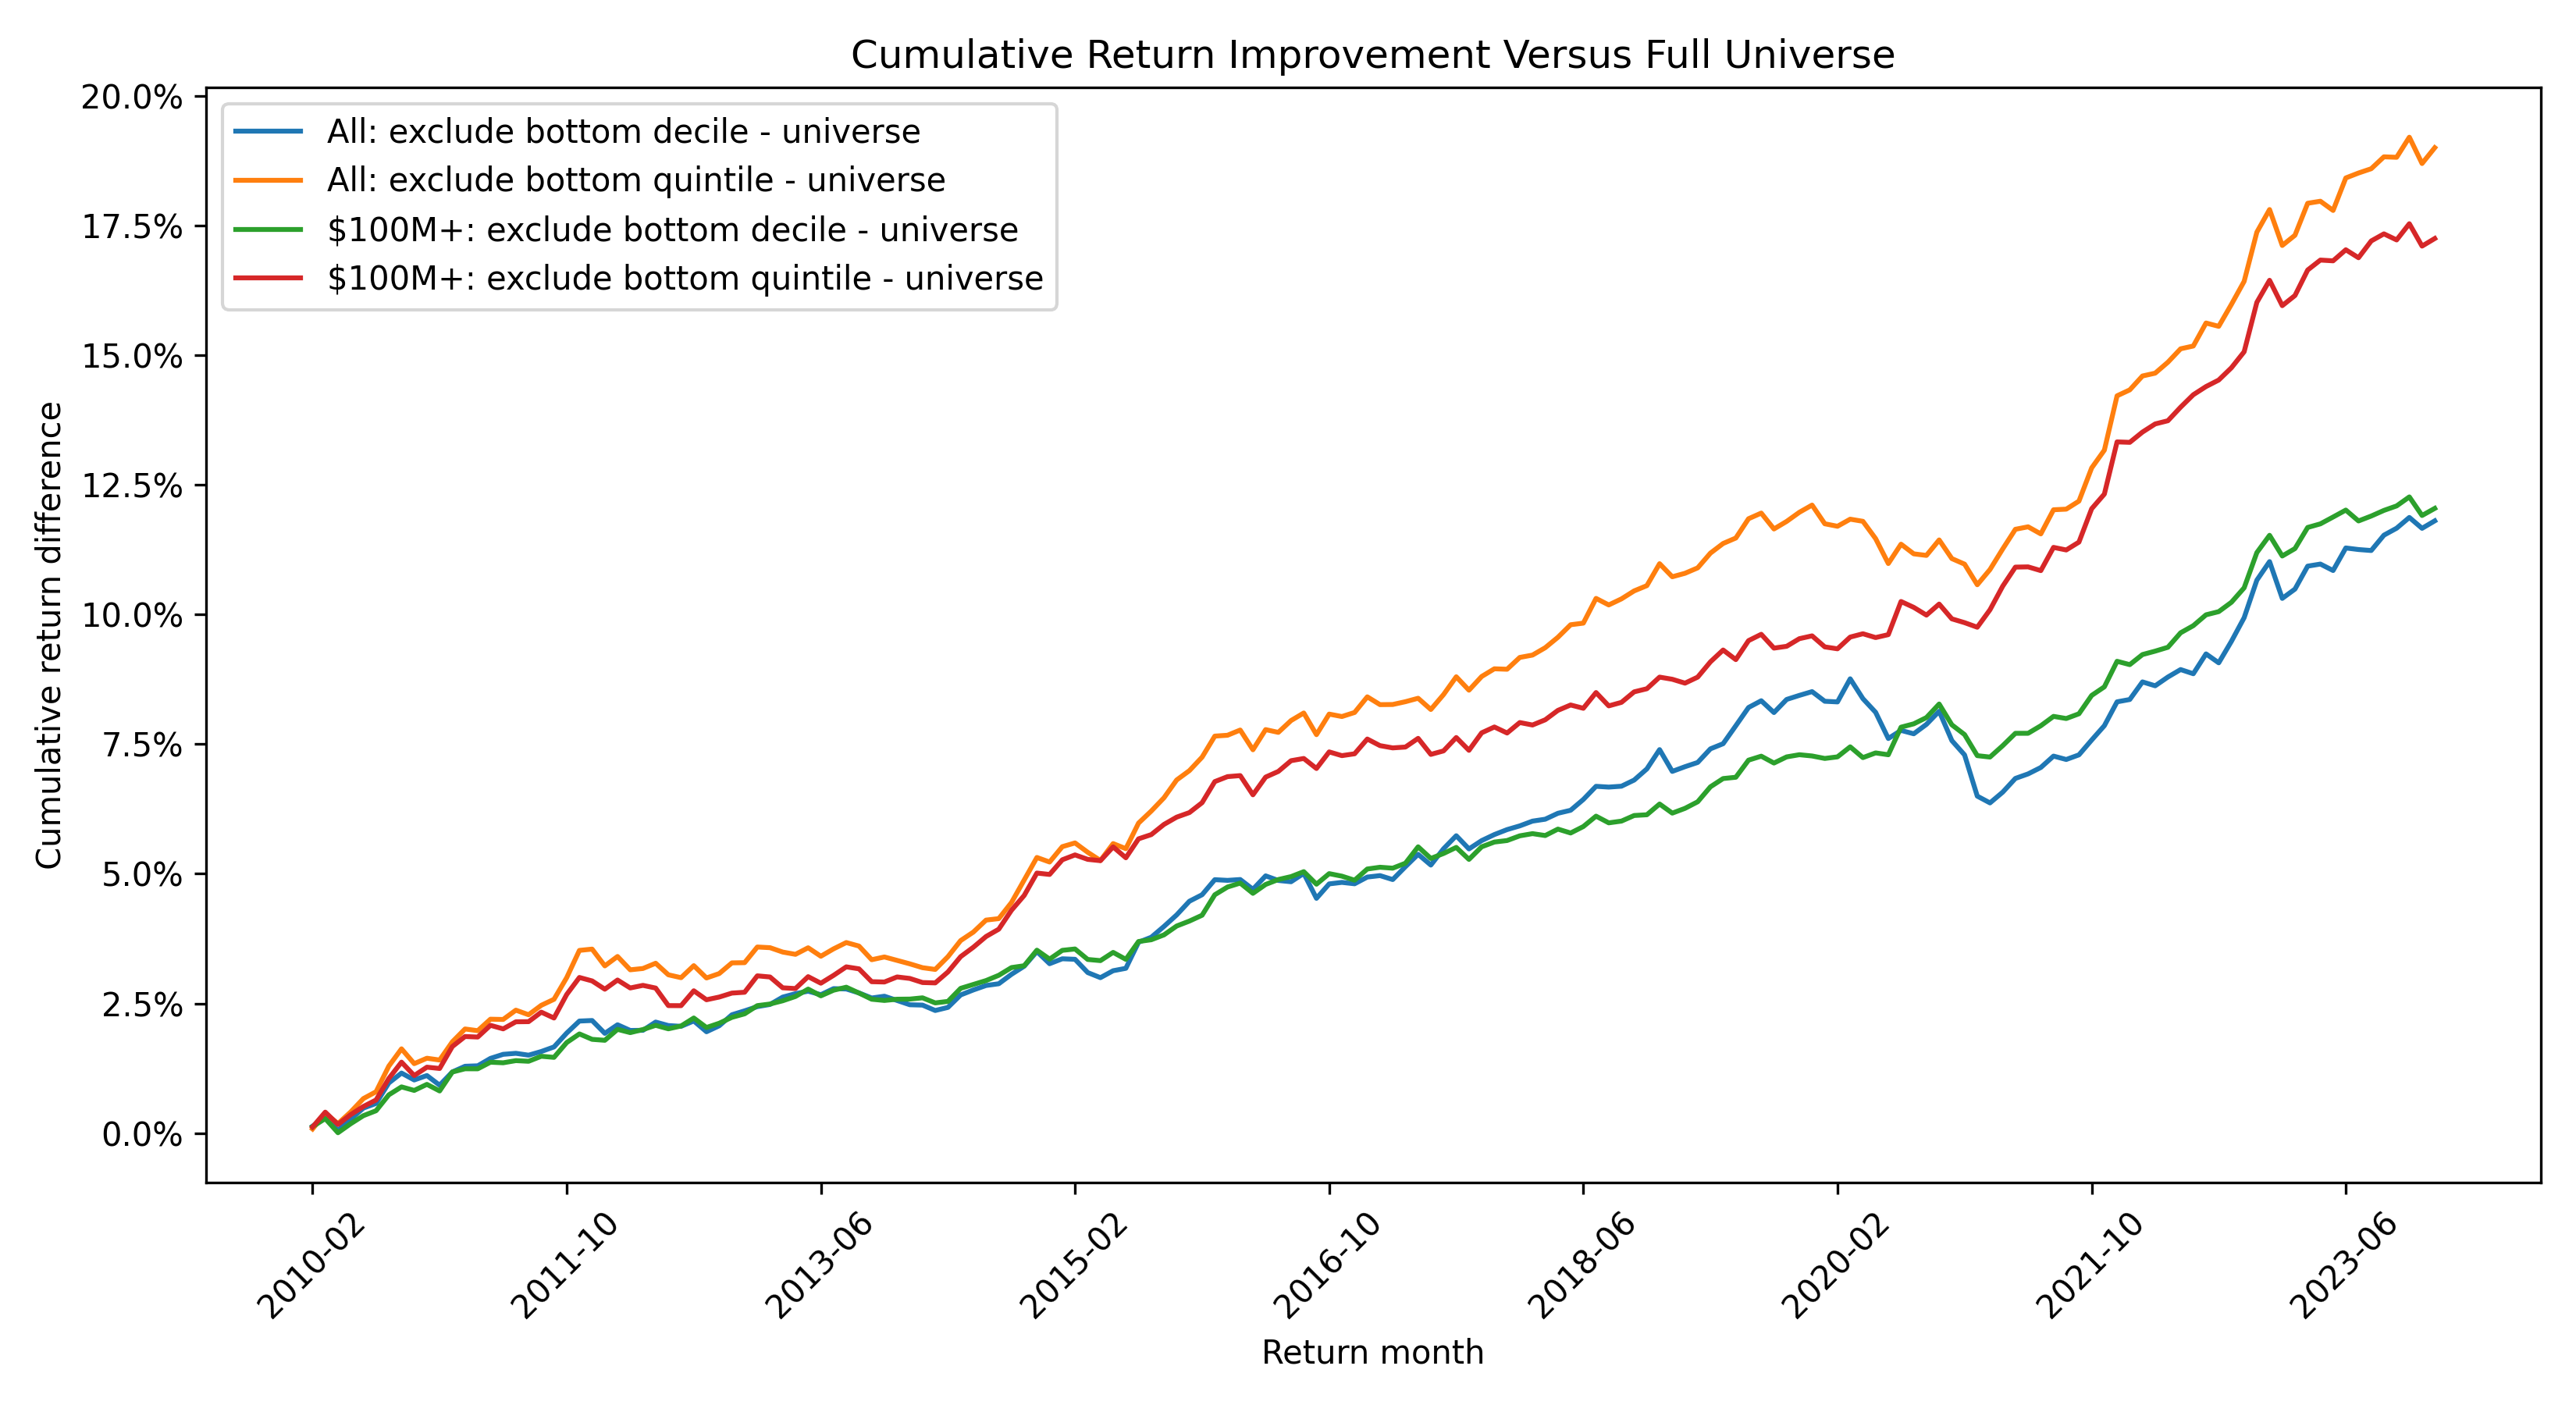 Cumulative Return Improvement Versus Full Universe
20.0%
17.5%
15.0%
12.5%
10.0%
7.5%
5.0%
2.5%
0.0%
Cumulative return difference
All: exclude bottom decile - universe
All: exclude bottom quintile - universe
$100M+: exclude bottom decile - universe
$100M+: exclude bottom quintile - universe
2010-02
2011-10
2013-06
2015-02
2016-10
2018-06
2020-02
2021-10
2023-06
Return month